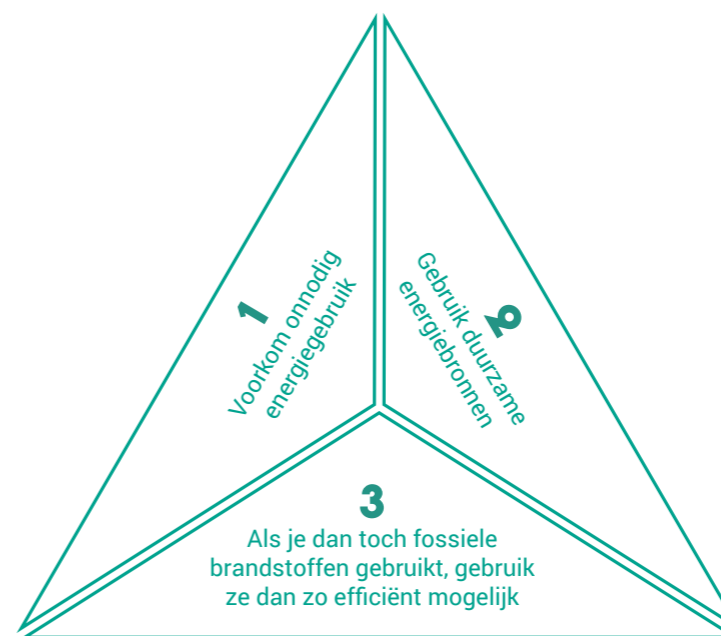 1
Voorkom onnodig
energiegebruik
2
Gebruik duurzame
energiebronnen
3
Als je dan toch fossiele
brandstoffen gebruikt, gebruik
ze dan zo efficiënt mogelijk